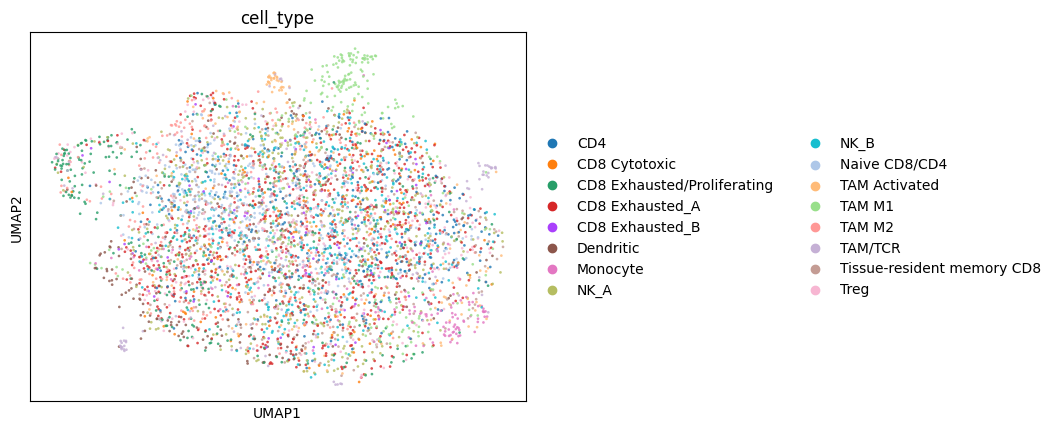 cell_type
UMAP2
UMAP1
CD4
CD8 Cytotoxic
CD8 Exhausted/Proliferating
CD8 Exhausted_A
CD8 Exhausted_B
Dendritic
Monocyte
NK_A
NK_B
Naive CD8/CD4
TAM Activated
TAM M1
TAM M2
TAM/TCR
Tissue-resident memory CD8
Treg